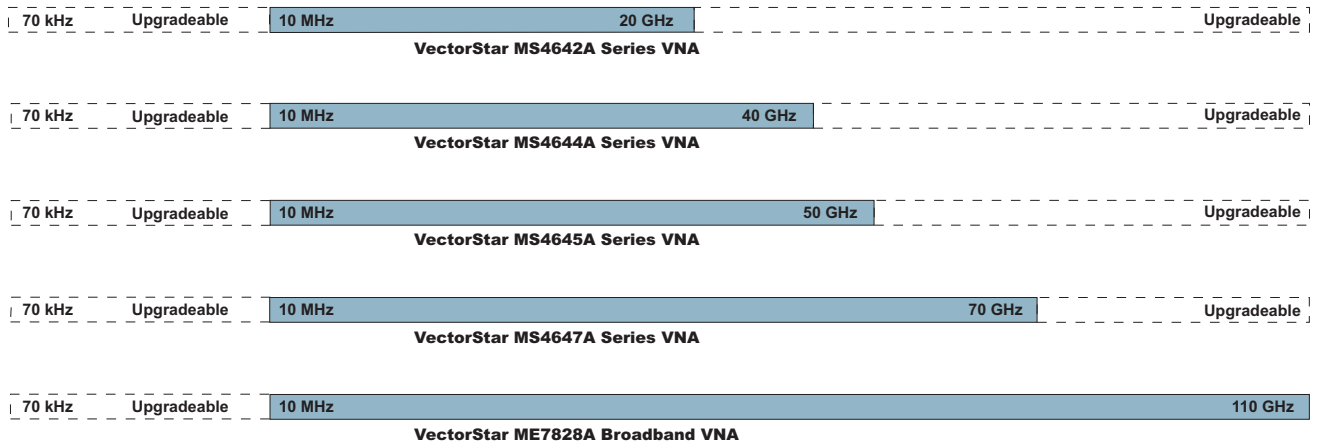 70 kHz Upgradeable 10 MHz 20 GHz Upgradeable
VectorStar MS4642A Series VNA
70 kHz Upgradeable 10 MHz 40 GHz Upgradeable
VectorStar MS4644A Series VNA
70 kHz Upgradeable 10 MHz 50 GHz Upgradeable
VectorStar MS4645A Series VNA
70 kHz Upgradeable 10 MHz 70 GHz Upgradeable
VectorStar MS4647A Series VNA
70 kHz Upgradeable 10 MHz 110 GHz
VectorStar ME7828A Broadband VNA